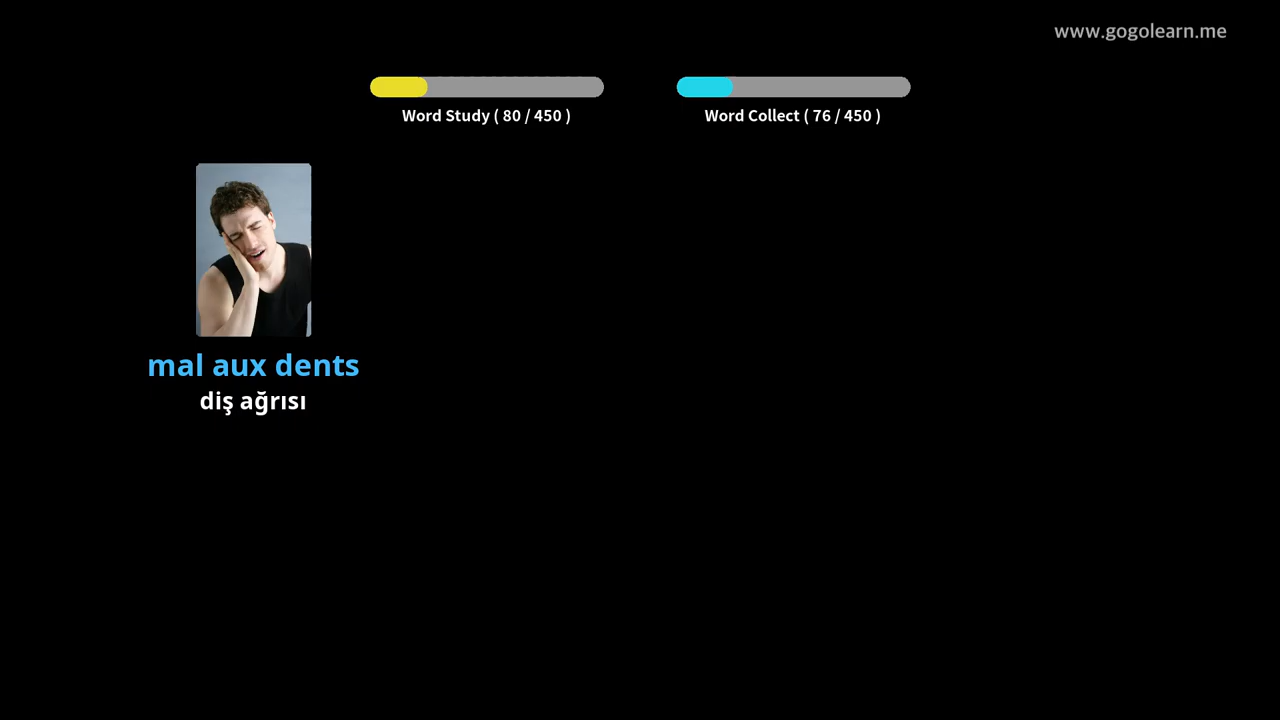 www.gogolearn.me
Word Study ( 80 / 450 )
Word Collect ( 76 / 450 )
mal aux dents
diş ağrısı